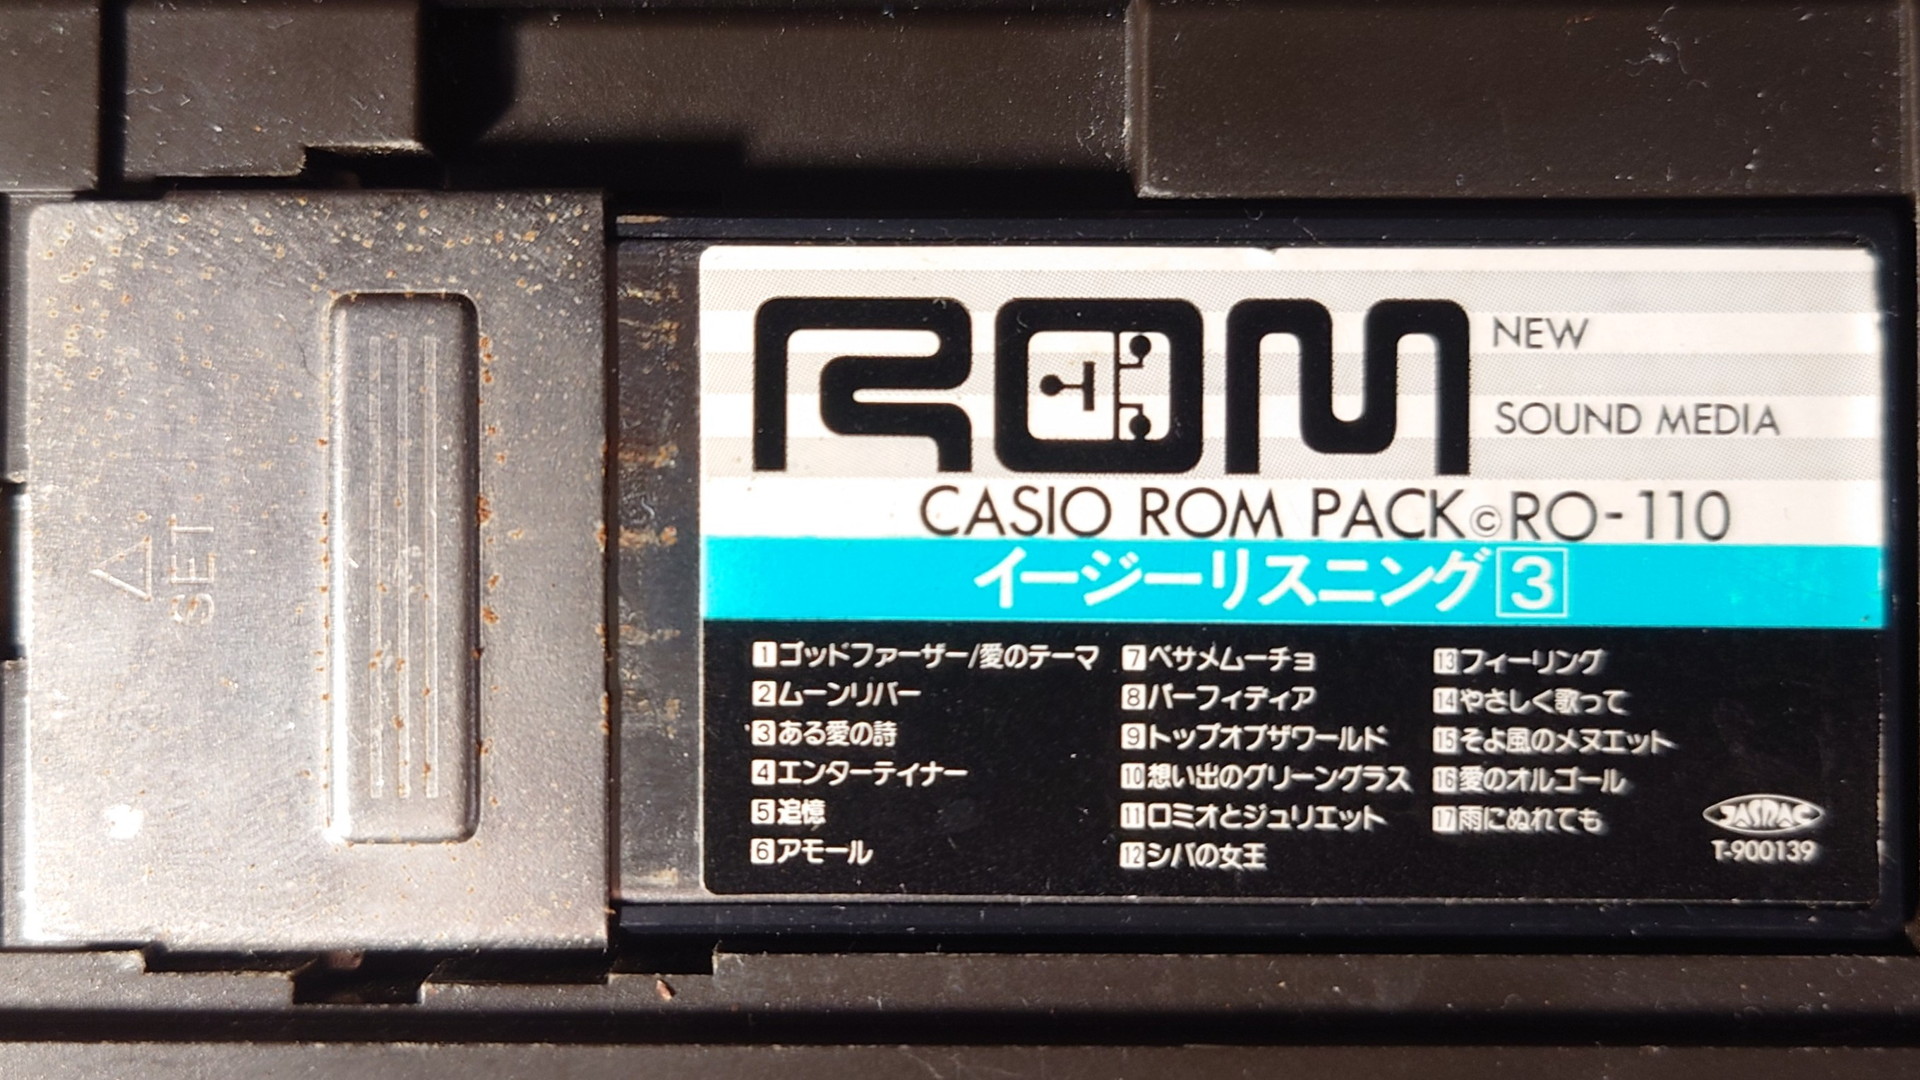 △
SET
ROM
NEW
SOUND MEDIA
CASIO ROM PACK©RO-110
イージーリスニング3
1ゴッドファーザー/愛のテーマ
2ムーンリバー
3ある愛の詩
4エンターテイナー
5追憶
6アモール
7ベサメムーチョ
8パーフィディア
9トップオブザワールド
10想い出のグリーングラス
11ロミオとジュリエット
12シバの女王
13フィーリング
14やさしく歌って
15そよ風のメヌエット
16愛のオルゴール
17雨にぬれても
JASRAC
T-900139